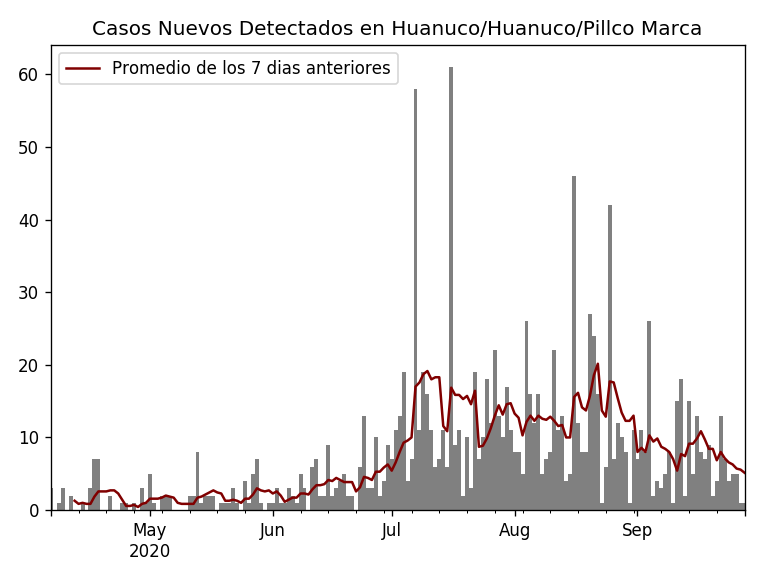 Casos Nuevos Detectados en Huanuco/Huanuco/Pillco Marca
Promedio de los 7 dias anteriores
60
50
40
30
20
10
0
May Jun Jul Aug Sep
2020